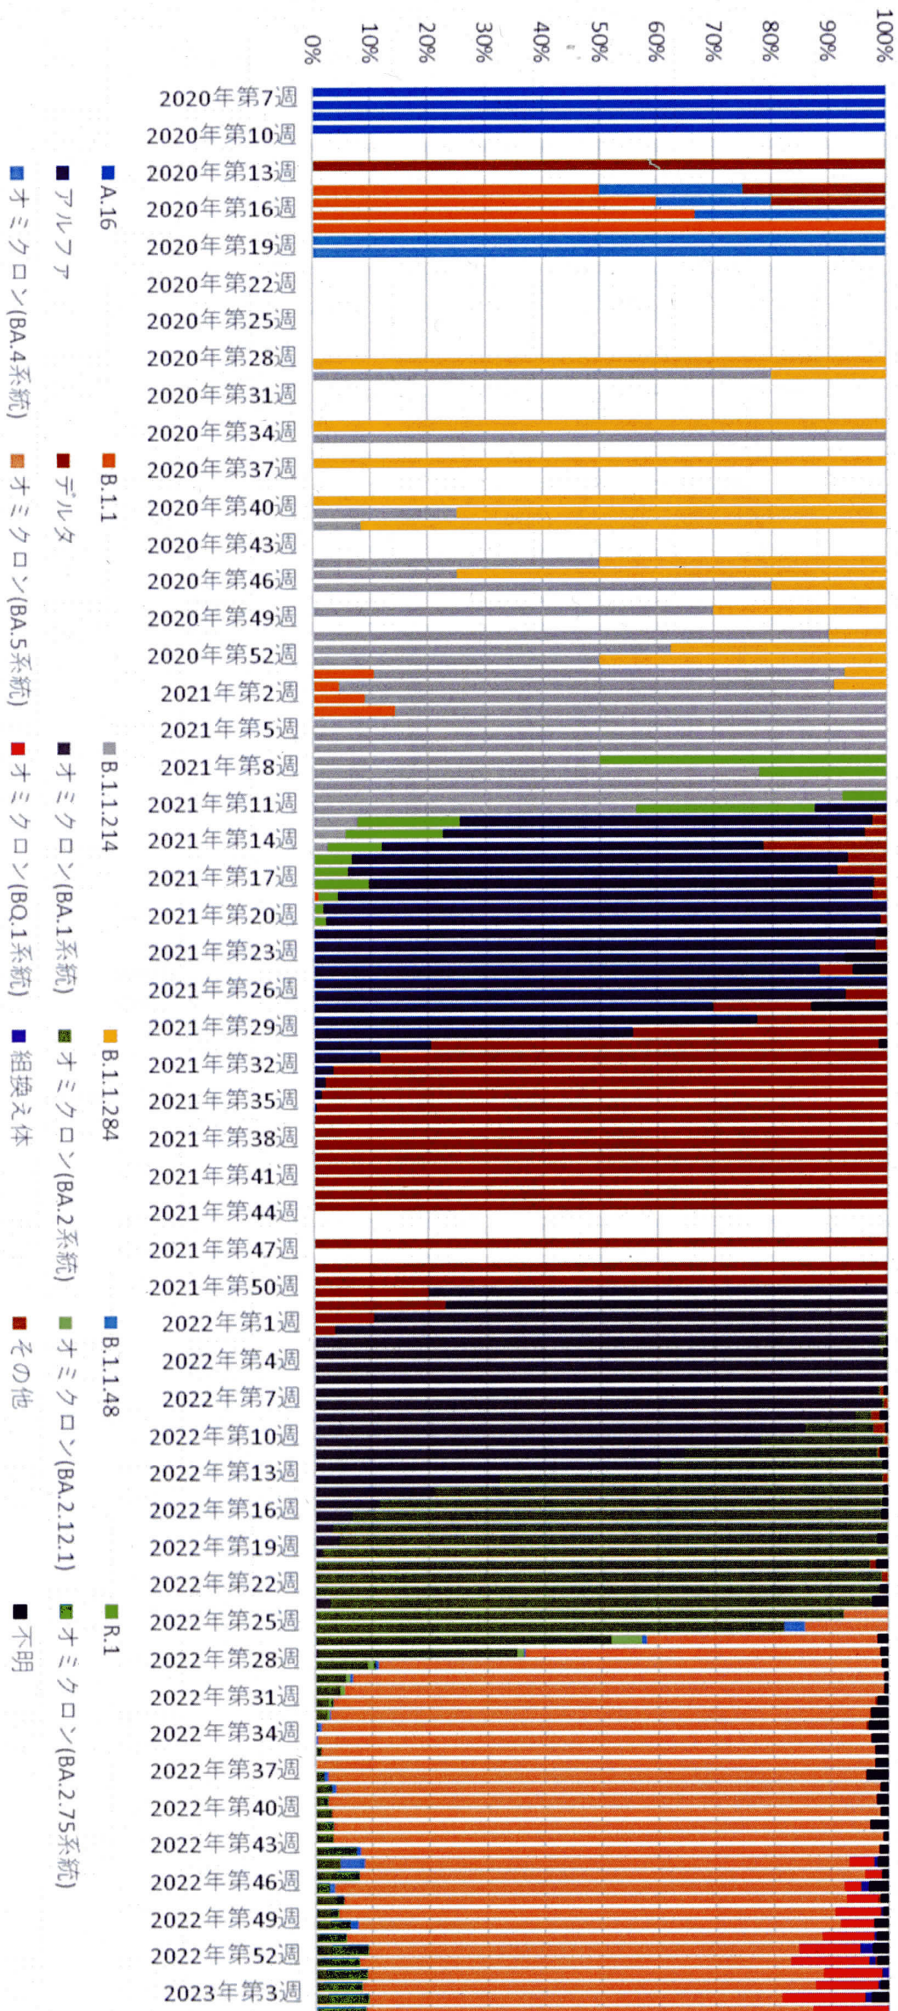 100%
90%
80%
70%
60%
50%
40%
30%
20%
10%
0%
2020年第7週
2020年第10週
2020年第13週
2020年第16週
2020年第19週
2020年第22週
2020年第25週
2020年第28週
2020年第31週
2020年第34週
2020年第37週
2020年第40週
2020年第43週
2020年第46週
2020年第49週
2020年第52週
2021年第2週
2021年第5週
2021年第8週
2021年第11週
2021年第14週
2021年第17週
2021年第20週
2021年第23週
2021年第26週
2021年第29週
2021年第32週
2021年第35週
2021年第38週
2021年第41週
2021年第44週
2021年第47週
2021年第50週
2022年第1週
2022年第4週
2022年第7週
2022年第10週
2022年第13週
2022年第16週
2022年第19週
2022年第22週
2022年第25週
2022年第28週
2022年第31週
2022年第34週
2022年第37週
2022年第40週
2022年第43週
2022年第46週
2022年第49週
2022年第52週
2023年第3週
A.16 B.1.1 B.1.1.214 B.1.1.284 B.1.1.48 R.1
アルファ デルタ オミクロン(BA.1系統) オミクロン(BA.2系統) オミクロン(BA.2.12.1) オミクロン(BA.2.75系統)
オミクロン(BA.4系統) オミクロン(BA.5系統) オミクロン(BQ.1系統) 組換え体 その他 不明